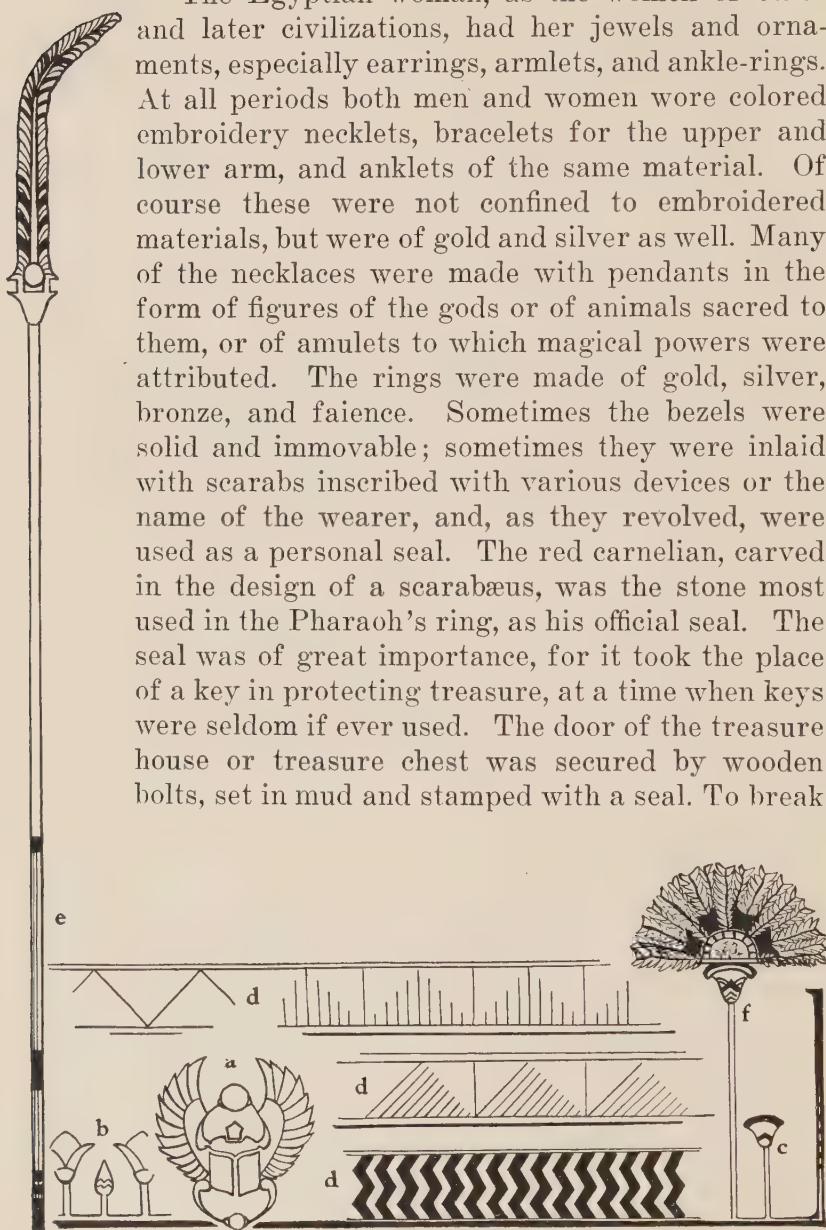 The Egyptian woman, as the women of
and later civilizations, had her jewels and orna-
ments, especially earrings, armlets, and ankle-rings.
At all periods both men and women wore colored
embroidery necklets, bracelets for the upper and
lower arm, and anklets of the same material. Of
course these were not confined to embroidered
materials, but were of gold and silver as well. Many
of the necklaces were made with pendants in the
form of figures of the gods or of animals sacred to
them, or of amulets to which magical powers were
attributed. The rings were made of gold, silver,
bronze, and faience. Sometimes the bezels were
solid and immovable; sometimes they were inlaid
with scarabs inscribed with various devices or the
name of the wearer, and, as they revolved, were
used as a personal seal. The red carnelian, carved
in the design of a scarabæus, was the stone most
used in the Pharaoh's ring, as his official seal. The
seal was of great importance, for it took the place
of a key in protecting treasure, at a time when keys
were seldom if ever used. The door of the treasure
house or treasure chest was secured by wooden
bolts, set in mud and stamped with a seal. To break
e
d
f
a
d
b
c
d